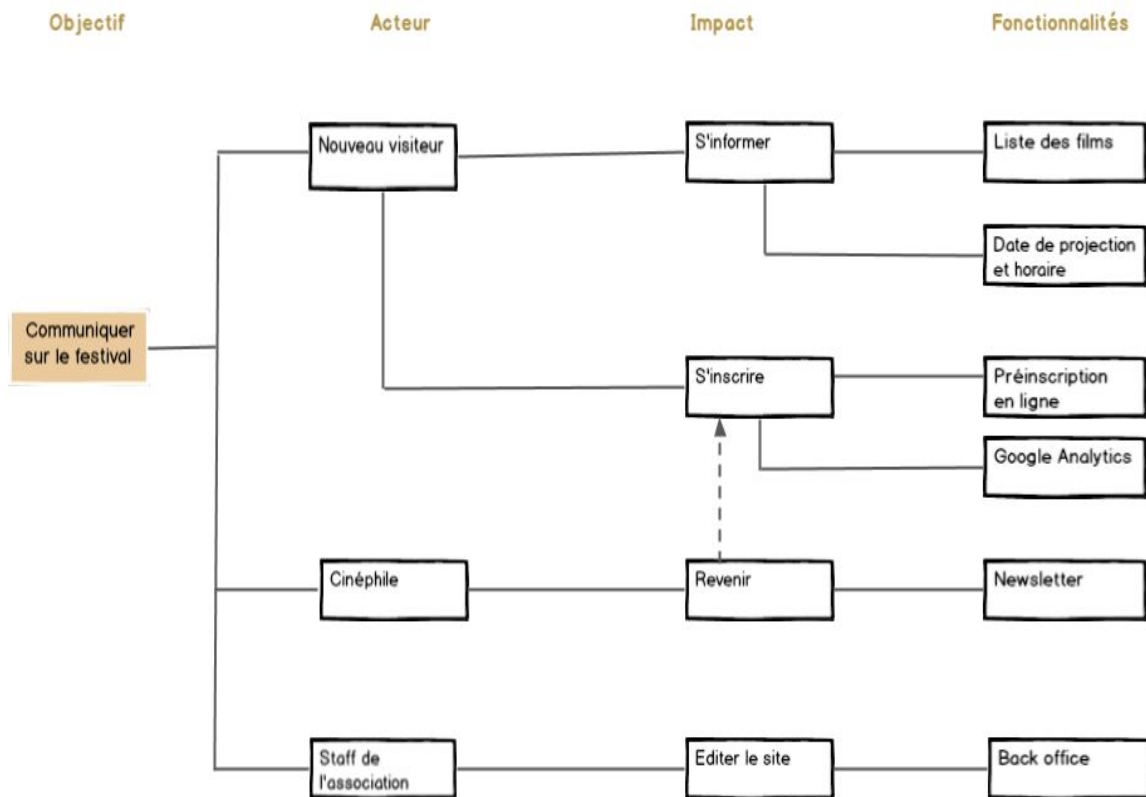 Objectif
Acteur
Impact
Fonctionnalités
Nouveau visiteur
S'informer
Liste des films
Date de projection
et horaire
Communiquer
sur le festival
S'inscrire
Préinscription
en ligne
Google Analytics
Cinéphile
Revenir
Newsletter
Staff de
l'association
Editer le site
Back office